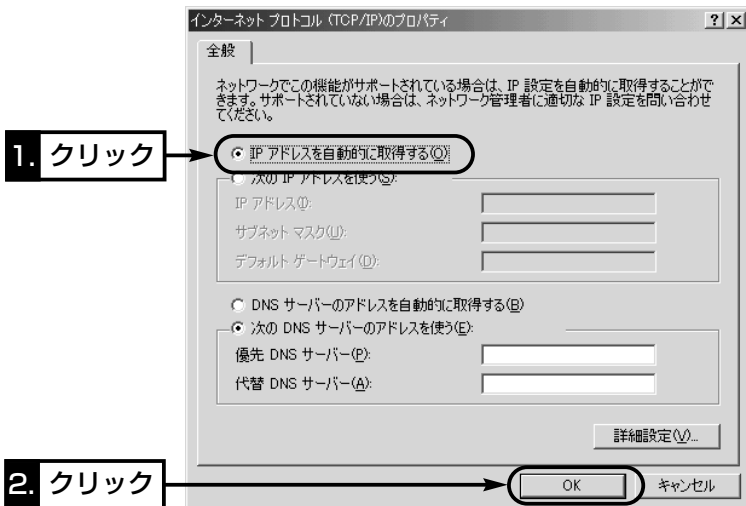 インターネット プロトコル (TCP/IP)のプロパティ
? ×
全般
ネットワークでこの機能がサポートされている場合は、IP 設定を自動的に取得することがで
きます。サポートされていない場合は、ネットワーク管理者に適切な IP 設定を問い合わせ
てください。
1. クリック
IP アドレスを自動的に取得する(O)
次の IP アドレスを使う(S):
IP アドレス(I):
サブネット マスク(U):
デフォルト ゲートウェイ(D):
DNS サーバーのアドレスを自動的に取得する(B)
次の DNS サーバーのアドレスを使う(E):
優先 DNS サーバー(P):
代替 DNS サーバー(A):
詳細設定(V)...
2. クリック
OK
キャンセル